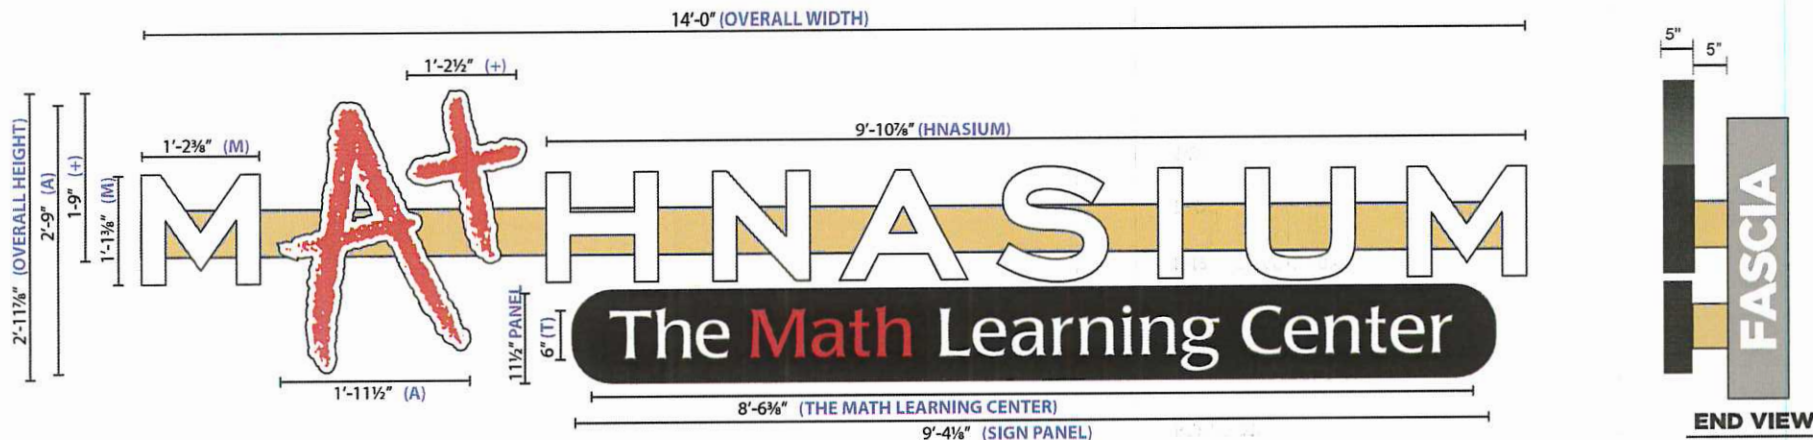 14'-0" (OVERALL WIDTH)
5"
5"
1'-2½" (+)
2'-11⅞" (OVERALL HEIGHT)
2'-9" (A)
1-9" (+)
1'-1⅜" (M)
1'-2⅜" (M)
9'-10⅞" (HNASIUM)
MA+HNASIUM
11½" PANEL
6" (T)
The Math Learning Center
1'-11½" (A)
8'-6⅜" (THE MATH LEARNING CENTER)
9'-4⅛" (SIGN PANEL)
FASCIA
END VIEW